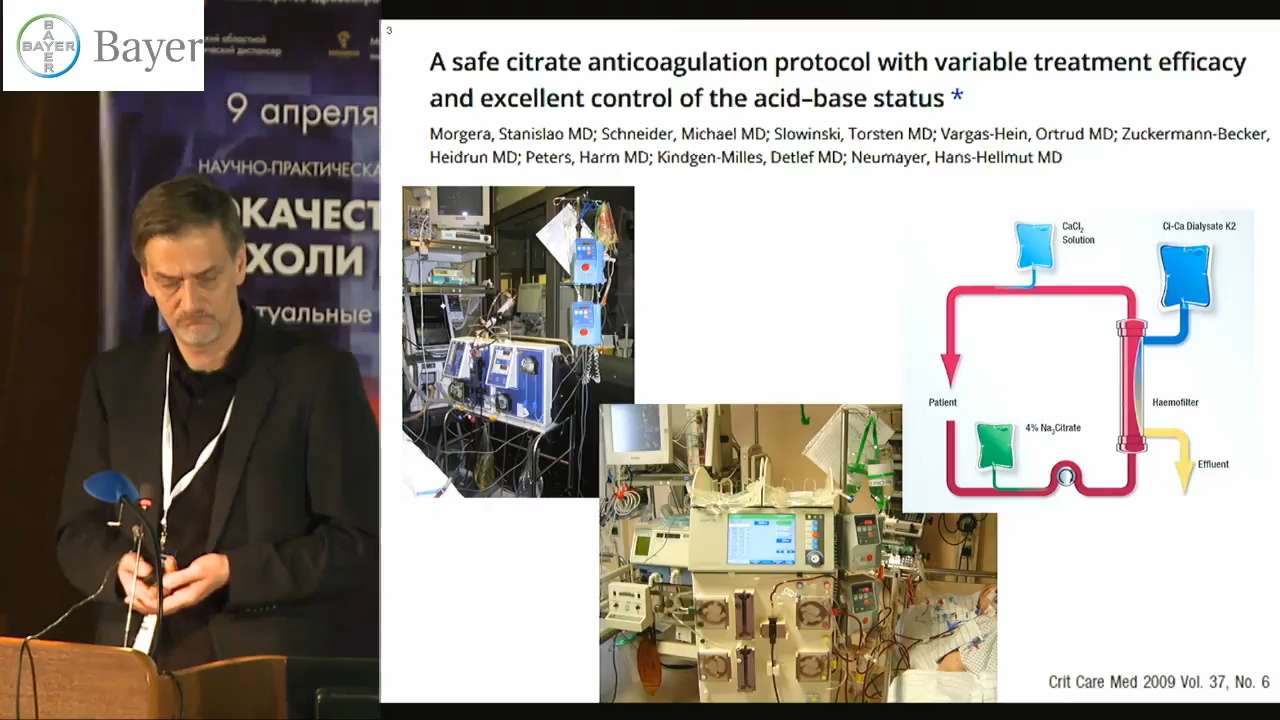 BAYER
BAYER
Bayer
9 апреля
НАУЧНО-ПРАКТИЧЕСКА
ОКАЧЕСТ
ХОЛИ
туальные
3
A safe citrate anticoagulation protocol with variable treatment efficacy
and excellent control of the acid–base status *
Morgera, Stanislao MD; Schneider, Michael MD; Slowinski, Torsten MD; Vargas-Hein, Ortrud MD; Zuckermann-Becker,
Heidrun MD; Peters, Harm MD; Kindgen-Milles, Detlef MD; Neumayer, Hans-Hellmut MD
CaCl2
Solution
Ci-Ca Dialysate K2
Patient
Haemofilter
4% Na3Citrate
Effluent
Crit Care Med 2009 Vol. 37, No. 6